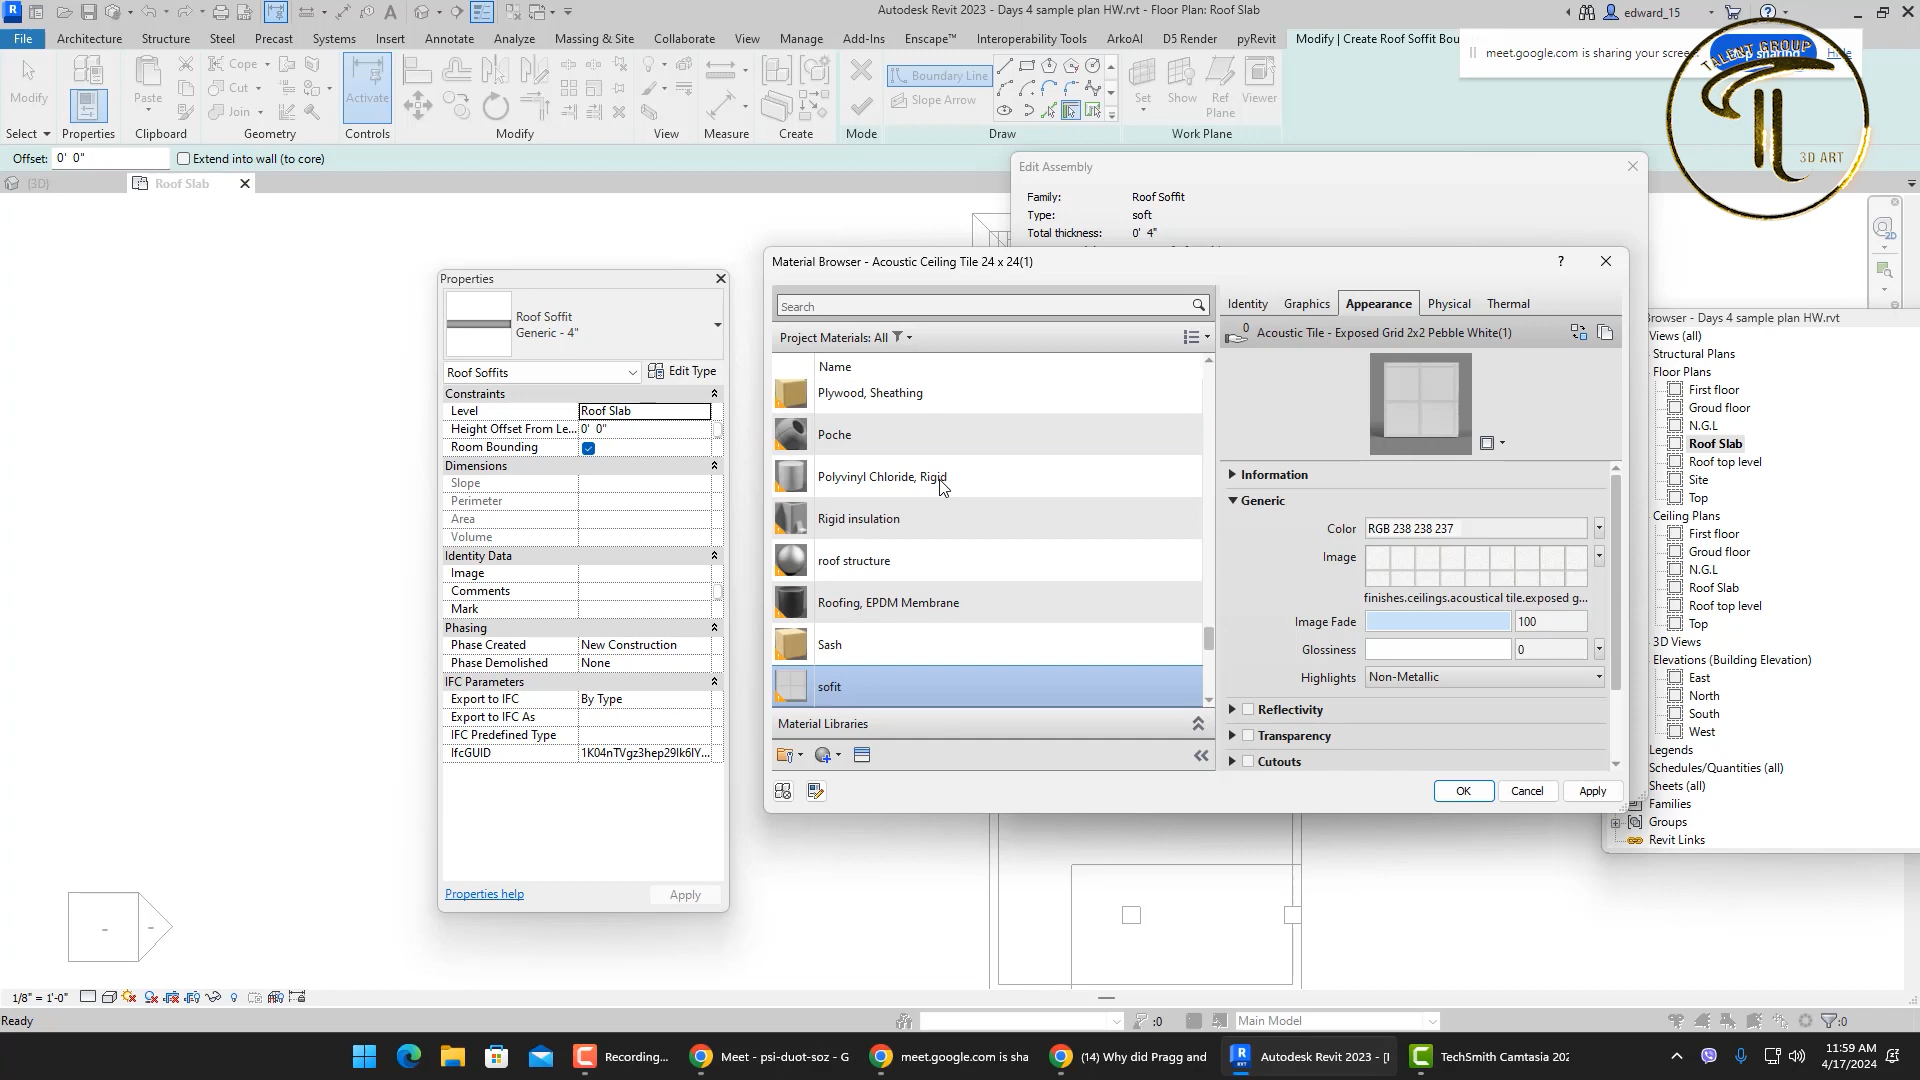 Autodesk Revit 2023 - Days 4 sample plan HW.rvt - Floor Plan: Roof Slab
edward_15
File Architecture Structure Steel Precast Systems Insert Annotate Analyze Massing & Site Collaborate View Manage Add-Ins Enscape™ Interoperability Tools ArkoAI D5 Render pyRevit Modify | Create Roof Soffit Bou
meet.google.com is sharing your screen.
Hide
TALENT GROUP
3D ART
Modify
Paste
Cope
Cut
Join
Activate
Boundary Line
Slope Arrow
Set
Show
Ref Plane
Viewer
Select Properties Clipboard Geometry Controls Modify View Measure Create Mode Draw Work Plane
Offset: 0' 0" Extend into wall (to core)
(3D) Roof Slab
Edit Assembly
Family: Roof Soffit
Type: soft
Total thickness: 0' 4"
Properties
Roof Soffit
Generic - 4"
Roof Soffits Edit Type
Constraints
Level Roof Slab
Height Offset From Le... 0' 0"
Room Bounding
Dimensions
Slope
Perimeter
Area
Volume
Identity Data
Image
Comments
Mark
Phasing
Phase Created New Construction
Phase Demolished None
IFC Parameters
Export to IFC By Type
Export to IFC As
IFC Predefined Type
IfcGUID 1K04nTVgz3hep29lk6lY...
Properties help Apply
Material Browser - Acoustic Ceiling Tile 24 x 24(1)
Search
Project Materials: All
Name
Plywood, Sheathing
Poche
Polyvinyl Chloride, Rigid
Rigid insulation
roof structure
Roofing, EPDM Membrane
Sash
sofit
Material Libraries
Identity Graphics Appearance Physical Thermal
0 Acoustic Tile - Exposed Grid 2x2 Pebble White(1)
Information
Generic
Color RGB 238 238 237
Image
finishes.ceilings.acoustical tile.exposed g...
Image Fade 100
Glossiness 0
Highlights Non-Metallic
Reflectivity
Transparency
Cutouts
OK Cancel Apply
Browser - Days 4 sample plan HW.rvt
Views (all)
Structural Plans
Floor Plans
First floor
Groud floor
N.G.L
Roof Slab
Roof top level
Site
Top
Ceiling Plans
First floor
Groud floor
N.G.L
Roof Slab
Roof top level
Top
3D Views
Elevations (Building Elevation)
East
North
South
West
Legends
Schedules/Quantities (all)
Sheets (all)
Families
Groups
Revit Links
1/8" = 1'-0"
Ready
:0
Main Model
:0
Recording...
Meet - psi-duot-soz - G
meet.google.com is sha
(14) Why did Pragg and
Autodesk Revit 2023 - [
TechSmith Camtasia 202
11:59 AM
4/17/2024